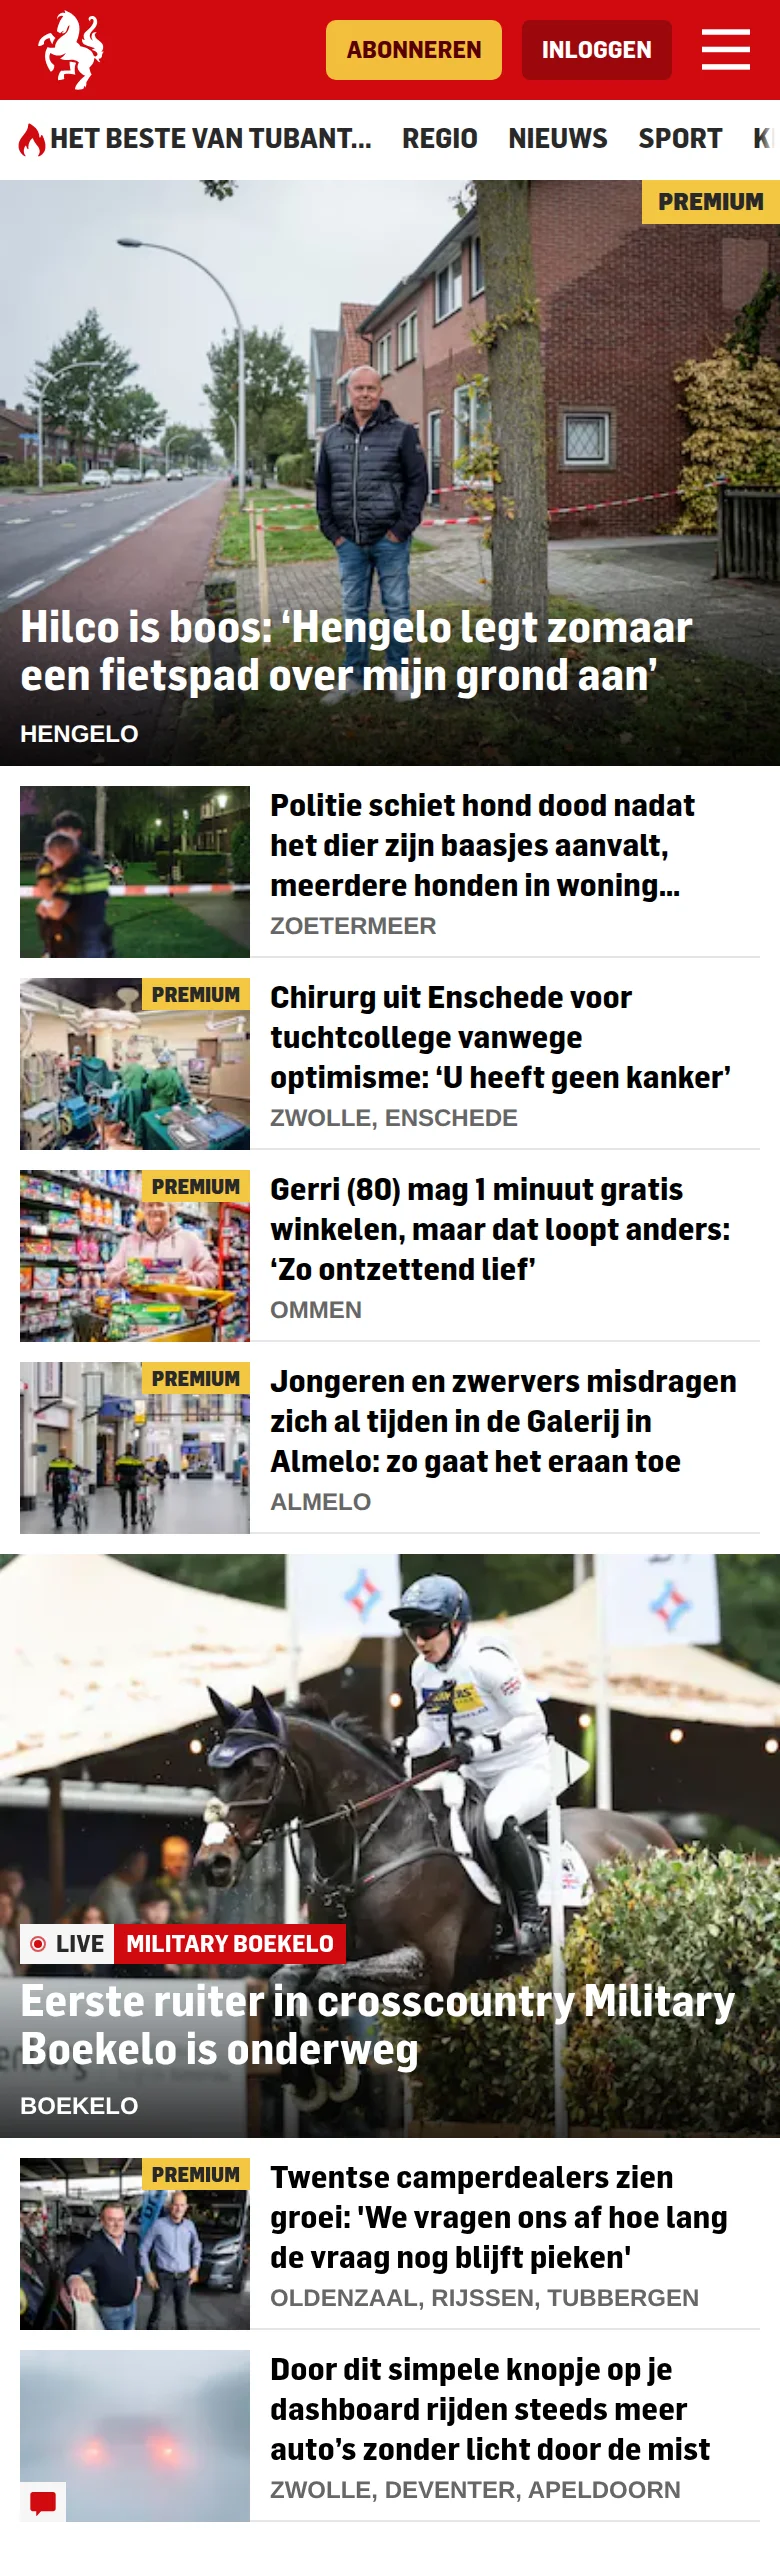 ABONNEREN
INLOGGEN
HET BESTE VAN TUBANT...
REGIO
NIEUWS
SPORT
PREMIUM
Hilco is boos: ‘Hengelo legt zomaar
een fietspad over mijn grond aan’
HENGELO
Politie schiet hond dood nadat
het dier zijn baasjes aanvalt,
meerdere honden in woning...
ZOETERMEER
PREMIUM
Chirurg uit Enschede voor
tuchtcollege vanwege
optimisme: ‘U heeft geen kanker’
ZWOLLE, ENSCHEDE
PREMIUM
Gerri (80) mag 1 minuut gratis
winkelen, maar dat loopt anders:
‘Zo ontzettend lief’
OMMEN
PREMIUM
Jongeren en zwervers misdragen
zich al tijden in de Galerij in
Almelo: zo gaat het eraan toe
ALMELO
LIVE
MILITARY BOEKELO
Eerste ruiter in crosscountry Military
Boekelo is onderweg
BOEKELO
PREMIUM
Twentse camperdealers zien
groei: 'We vragen ons af hoe lang
de vraag nog blijft pieken'
OLDENZAAL, RIJSSEN, TUBBERGEN
Door dit simpele knopje op je
dashboard rijden steeds meer
auto’s zonder licht door de mist
ZWOLLE, DEVENTER, APELDOORN